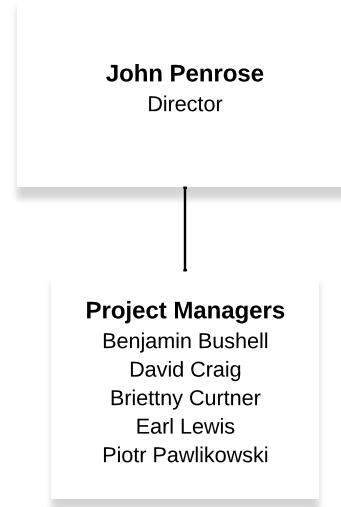 John Penrose
Director
Project Managers
Benjamin Bushell
David Craig
Briettny Curtner
Earl Lewis
Piotr Pawlikowski